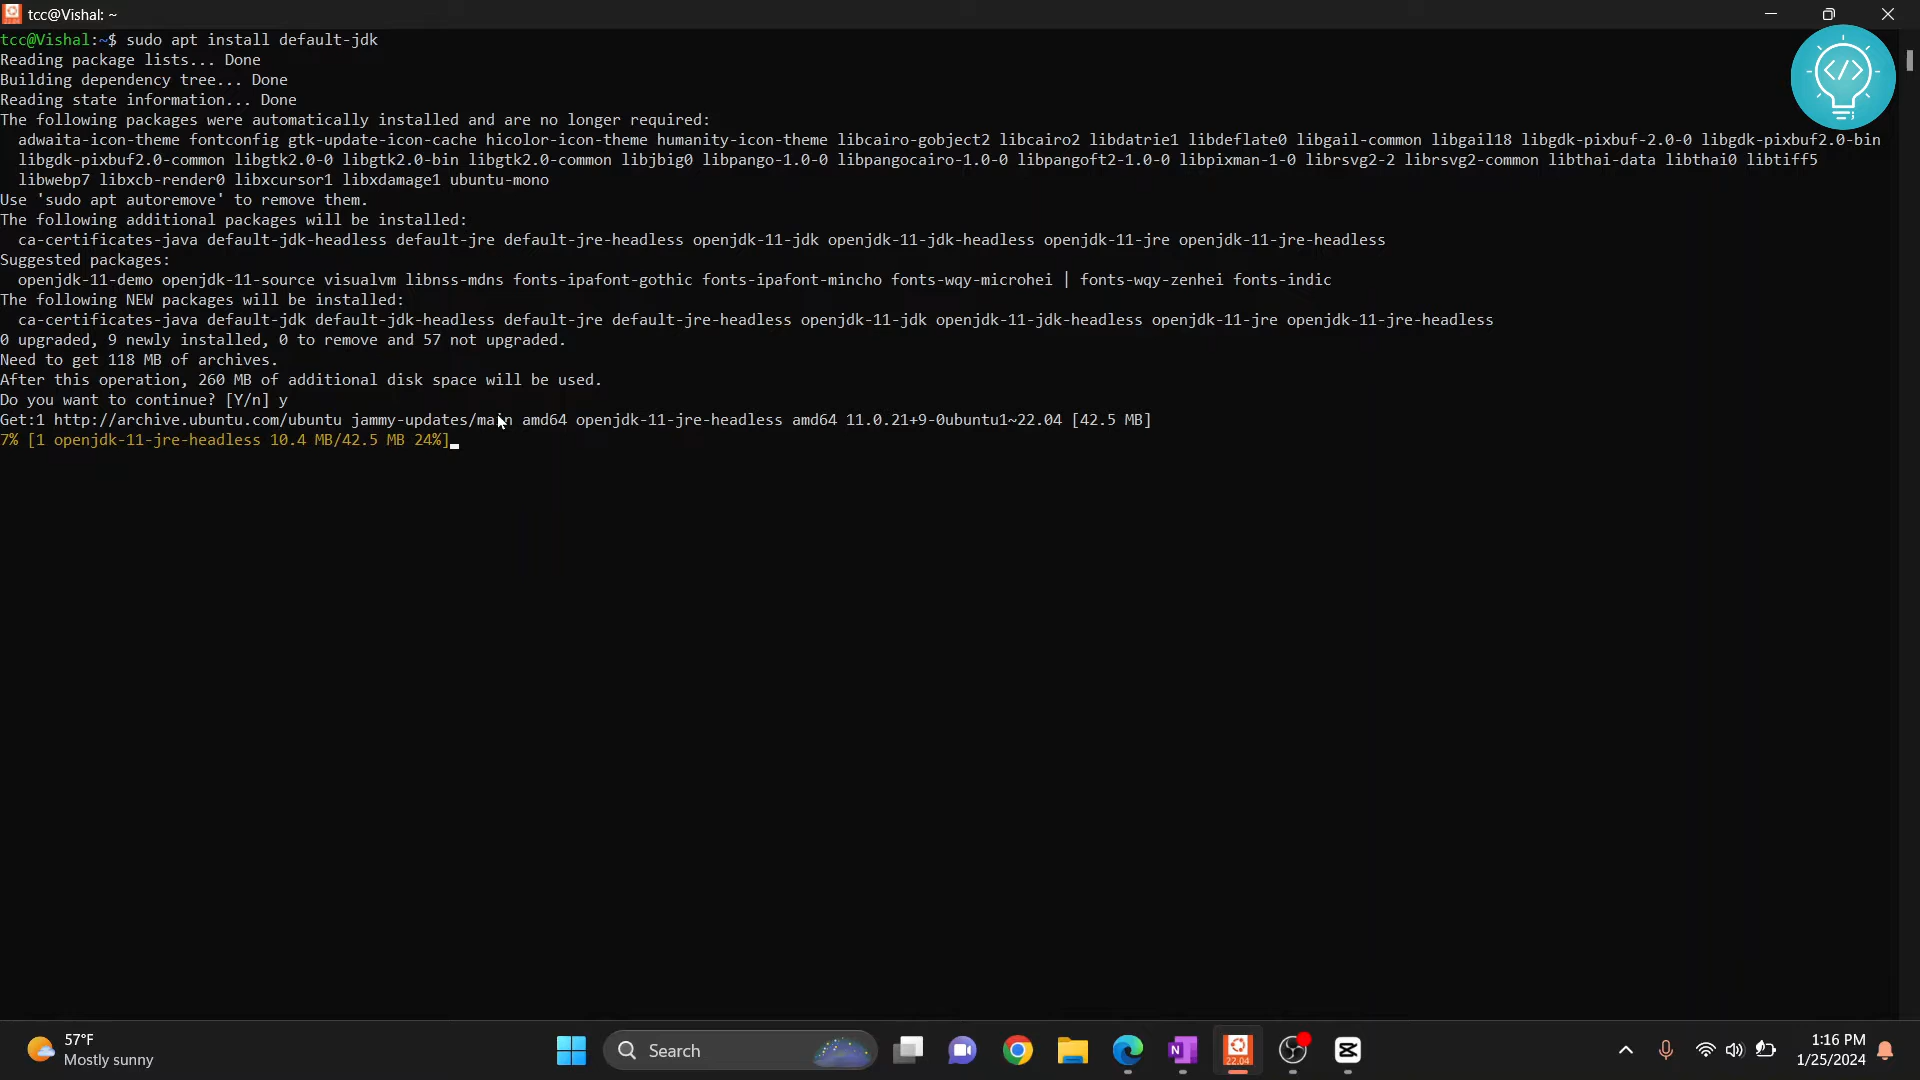 tcc@Vishal: ~
tcc@Vishal:~$ sudo apt install default-jdk
Reading package lists... Done
Building dependency tree... Done
Reading state information... Done
The following packages were automatically installed and are no longer required:
adwaita-icon-theme fontconfig gtk-update-icon-cache hicolor-icon-theme humanity-icon-theme libcairo-gobject2 libcairo2 libdatrie1 libdeflate0 libgail-common libgail18 libgdk-pixbuf-2.0-0 libgdk-pixbuf2.0-bin
libgdk-pixbuf2.0-common libgtk2.0-0 libgtk2.0-bin libgtk2.0-common libjbig0 libpango-1.0-0 libpangocairo-1.0-0 libpangoft2-1.0-0 libpixman-1-0 librsvg2-2 librsvg2-common libthai-data libthai0 libtiff5
libwebp7 libxcb-render0 libxcursor1 libxdamage1 ubuntu-mono
Use 'sudo apt autoremove' to remove them.
The following additional packages will be installed:
ca-certificates-java default-jdk-headless default-jre default-jre-headless openjdk-11-jdk openjdk-11-jdk-headless openjdk-11-jre openjdk-11-jre-headless
Suggested packages:
openjdk-11-demo openjdk-11-source visualvm libnss-mdns fonts-ipafont-gothic fonts-ipafont-mincho fonts-wqy-microhei | fonts-wqy-zenhei fonts-indic
The following NEW packages will be installed:
ca-certificates-java default-jdk default-jdk-headless default-jre default-jre-headless openjdk-11-jdk openjdk-11-jdk-headless openjdk-11-jre openjdk-11-jre-headless
0 upgraded, 9 newly installed, 0 to remove and 57 not upgraded.
Need to get 118 MB of archives.
After this operation, 260 MB of additional disk space will be used.
Do you want to continue? [Y/n] y
Get:1 http://archive.ubuntu.com/ubuntu jammy-updates/main amd64 openjdk-11-jre-headless amd64 11.0.21+9-0ubuntu1~22.04 [42.5 MB]
7% [1 openjdk-11-jre-headless 10.4 MB/42.5 MB 24%]
57°F
Mostly sunny
Search
22.04
1:16 PM
1/25/2024